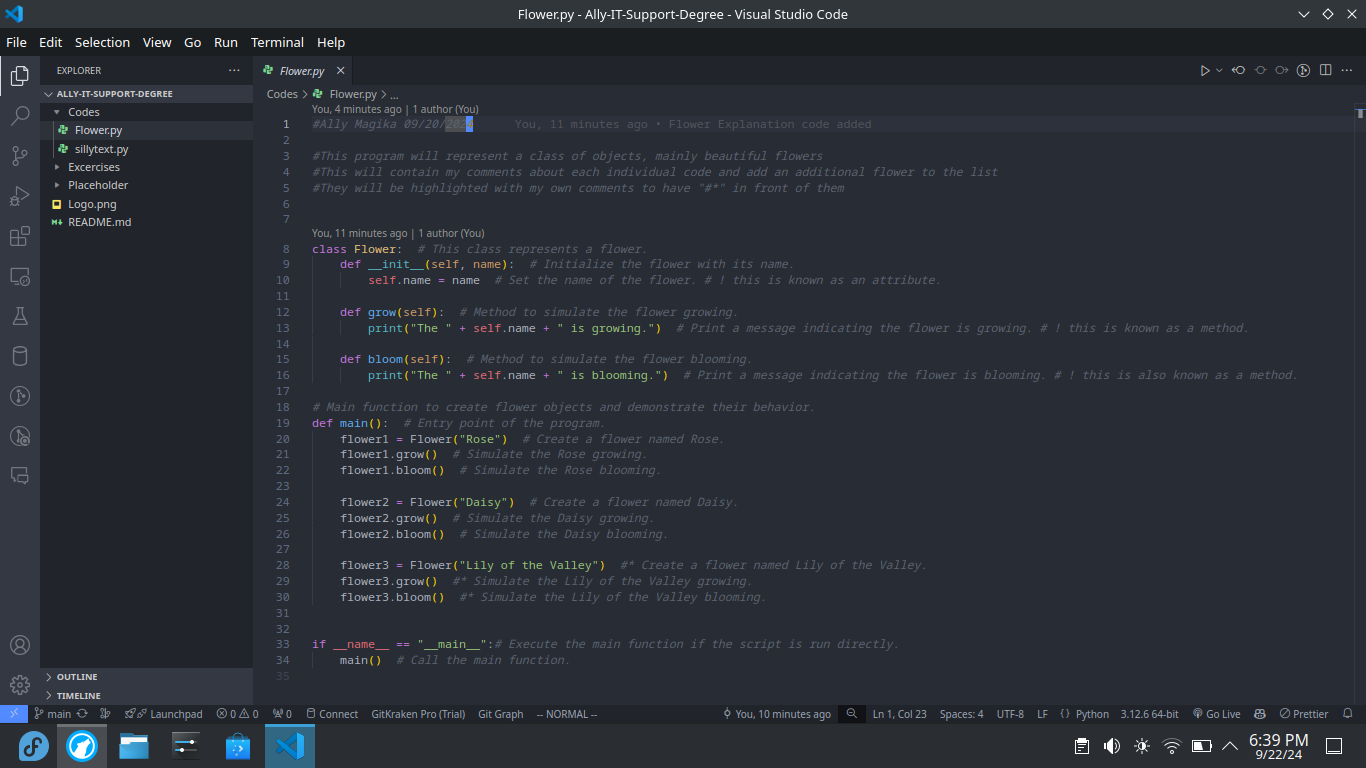 Flower.py - Ally-IT-Support-Degree - Visual Studio Code
File Edit Selection View Go Run Terminal Help
EXPLORER
ALLY-IT-SUPPORT-DEGREE
Codes
Flower.py
sillytext.py
Excercises
Placeholder
Logo.png
README.md
OUTLINE
TIMELINE
Flower.py
Codes > Flower.py > ...
You, 4 minutes ago | 1 author (You)
1 #Ally Magika 09/20/2024 You, 11 minutes ago • Flower Explanation code added
2
3 #This program will represent a class of objects, mainly beautiful flowers
4 #This will contain my comments about each individual code and add an additional flower to the list
5 #They will be highlighted with my own comments to have "#*" in front of them
6
7
You, 11 minutes ago | 1 author (You)
8 class Flower: # This class represents a flower.
9 def __init__(self, name): # Initialize the flower with its name.
10 self.name = name # Set the name of the flower. # ! this is known as an attribute.
11
12 def grow(self): # Method to simulate the flower growing.
13 print("The " + self.name + " is growing.") # Print a message indicating the flower is growing. # ! this is known as a method.
14
15 def bloom(self): # Method to simulate the flower blooming.
16 print("The " + self.name + " is blooming.") # Print a message indicating the flower is blooming. # ! this is also known as a method.
17
18 # Main function to create flower objects and demonstrate their behavior.
19 def main(): # Entry point of the program.
20 flower1 = Flower("Rose") # Create a flower named Rose.
21 flower1.grow() # Simulate the Rose growing.
22 flower1.bloom() # Simulate the Rose blooming.
23
24 flower2 = Flower("Daisy") # Create a flower named Daisy.
25 flower2.grow() # Simulate the Daisy growing.
26 flower2.bloom() # Simulate the Daisy blooming.
27
28 flower3 = Flower("Lily of the Valley") #* Create a flower named Lily of the Valley.
29 flower3.grow() #* Simulate the Lily of the Valley growing.
30 flower3.bloom() #* Simulate the Lily of the Valley blooming.
31
32
33 if __name__ == "__main__":# Execute the main function if the script is run directly.
34 main() # Call the main function.
35
main Launchpad 0 0 0 Connect GitKraken Pro (Trial) Git Graph -- NORMAL -- You, 10 minutes ago Ln 1, Col 23 Spaces: 4 UTF-8 LF {} Python 3.12.6 64-bit Go Live Prettier
6:39 PM
9/22/24